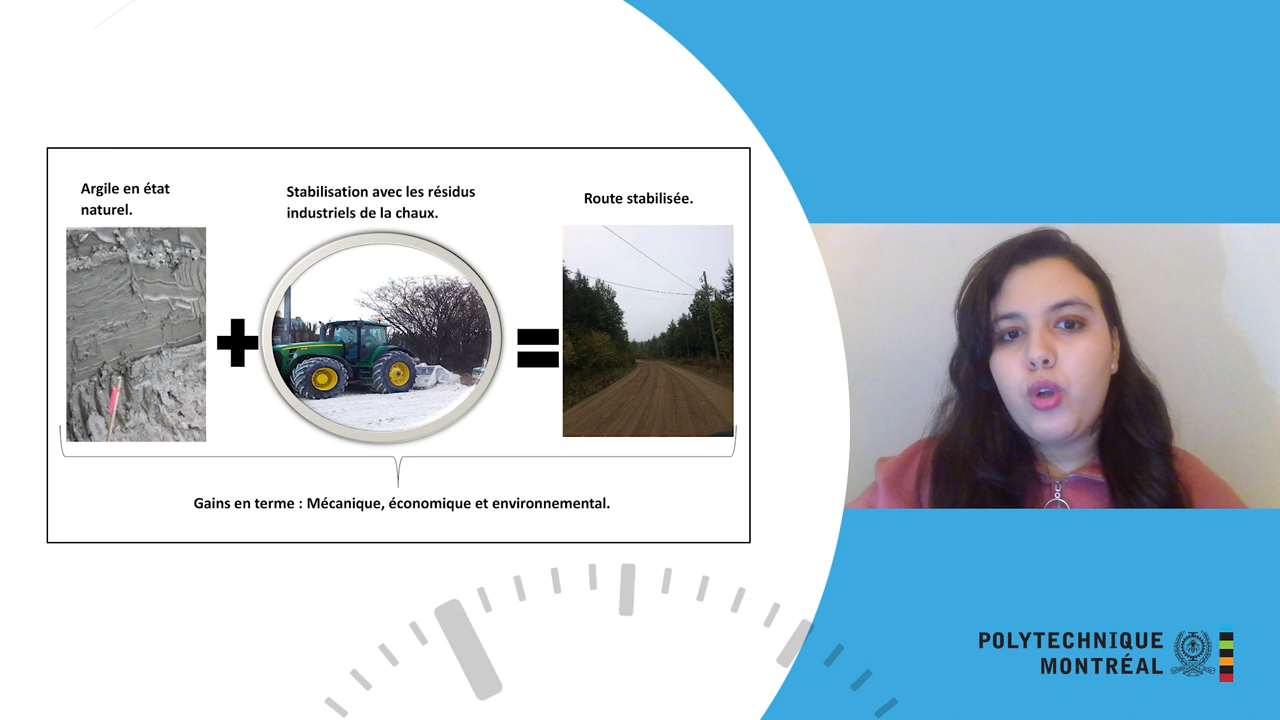 Argile en état
naturel.
Stabilisation avec les résidus
industriels de la chaux.
Route stabilisée.
Gains en terme : Mécanique, économique et environnemental.
POLYTECHNIQUE
MONTRÉAL